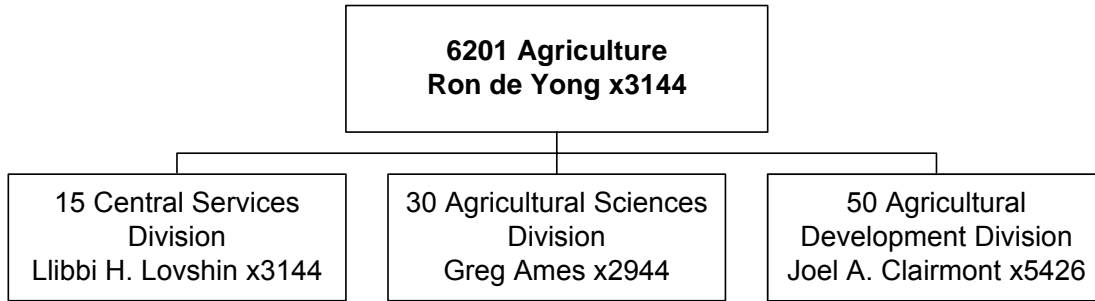 6201 Agriculture
Ron de Yong x3144
15 Central Services
Division
Llibbi H. Lovshin x3144
30 Agricultural Sciences
Division
Greg Ames x2944
50 Agricultural
Development Division
Joel A. Clairmont x5426